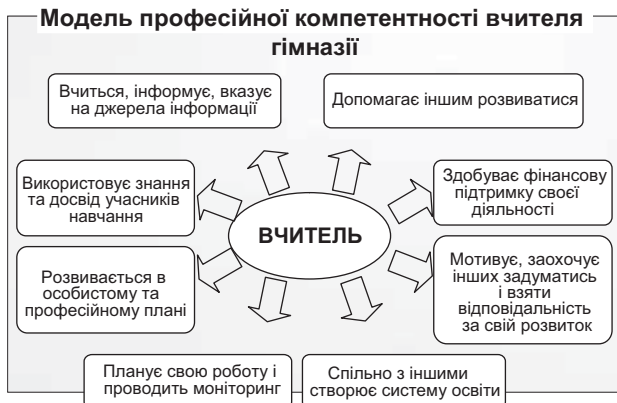 Модель професійної компетентності вчителя
гімназії
Вчиться, інформує, вказує
на джерела інформації
Допомагає іншим розвиватися
Використовує знання
та досвід учасників
навчання
Здобуває фінансову
підтримку своєї
діяльності
ВЧИТЕЛЬ
Розвивається в
особистому та
професійному плані
Мотивує, заохочує
інших задуматись
і взяти
відповідальність
за свій розвиток
Планує свою роботу і
проводить моніторинг
Спільно з іншими
створює систему освіти